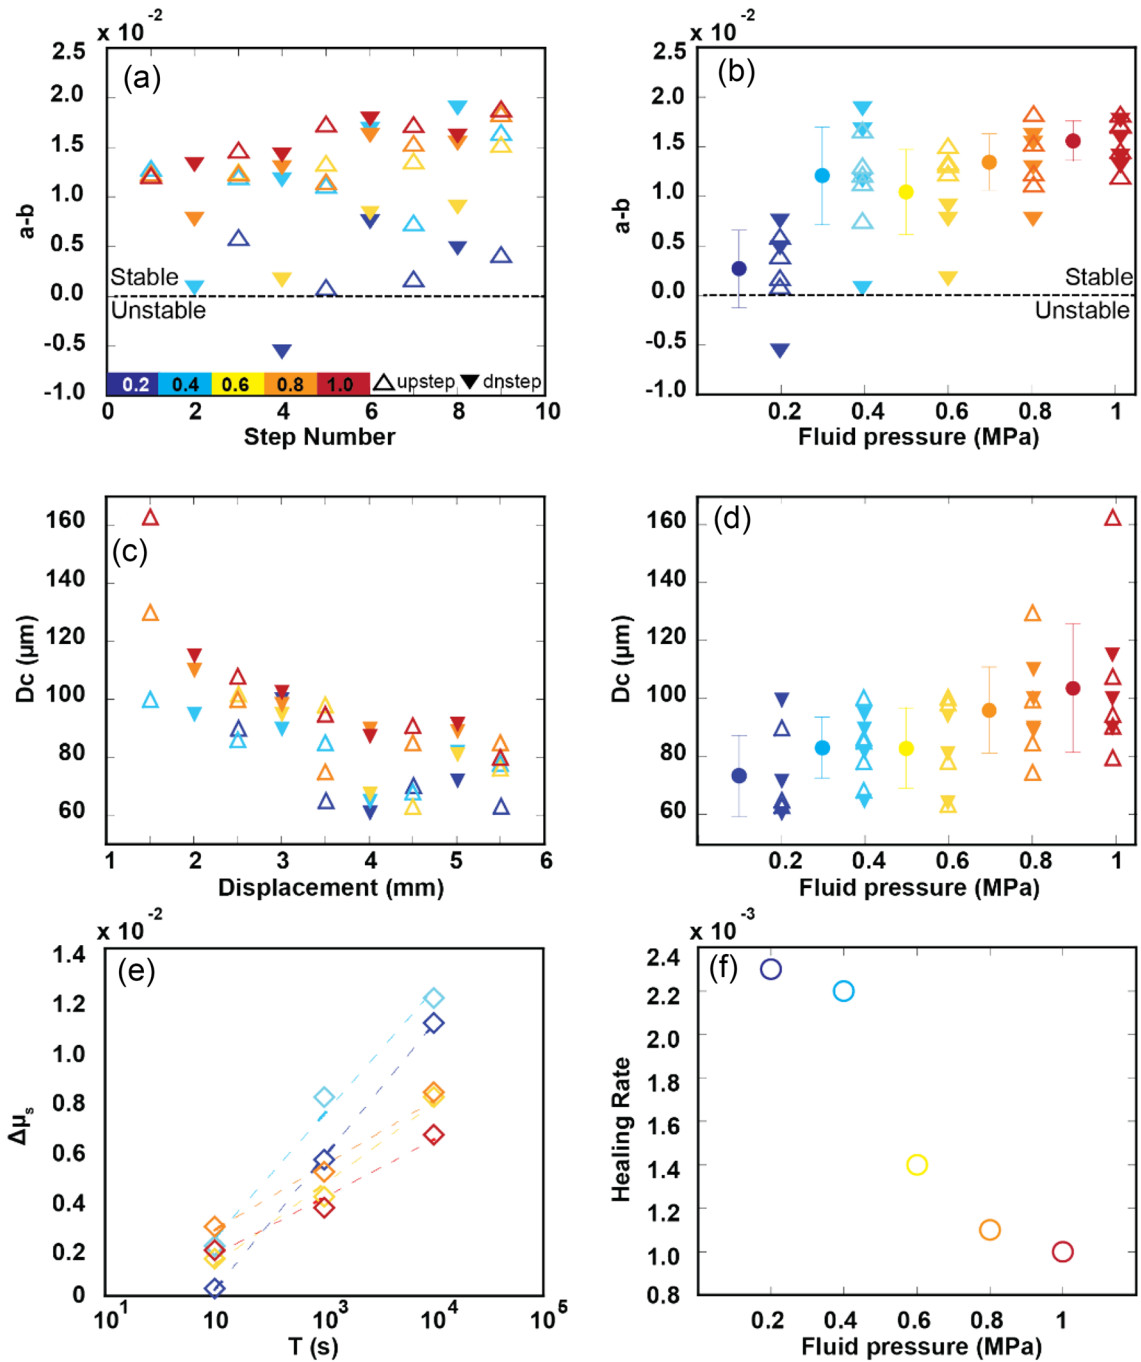 x 10⁻²
2.5
2.0
1.5
1.0
0.5
0.0
-0.5
-1.0
a-b
(a)
Stable
Unstable
0.2 0.4 0.6 0.8 1.0 upstep dnstep
0 2 4 6 8 10
Step Number
x 10⁻²
2.5
2.0
1.5
1.0
0.5
0.0
-0.5
-1.0
a-b
(b)
Stable
Unstable
0.2 0.4 0.6 0.8 1
Fluid pressure (MPa)
160
140
120
100
80
60
Dc (µm)
(c)
1 2 3 4 5 6
Displacement (mm)
160
140
120
100
80
60
Dc (µm)
(d)
0.2 0.4 0.6 0.8 1
Fluid pressure (MPa)
x 10⁻²
1.4
1.2
1.0
0.8
0.6
0.4
0.2
0
Δµₛ
(e)
10¹ 10 10³ 10⁴ 10⁵
T (s)
x 10⁻³
2.4
2.2
2.0
1.8
1.6
1.4
1.2
1.0
0.8
Healing Rate
(f)
0.2 0.4 0.6 0.8 1
Fluid pressure (MPa)